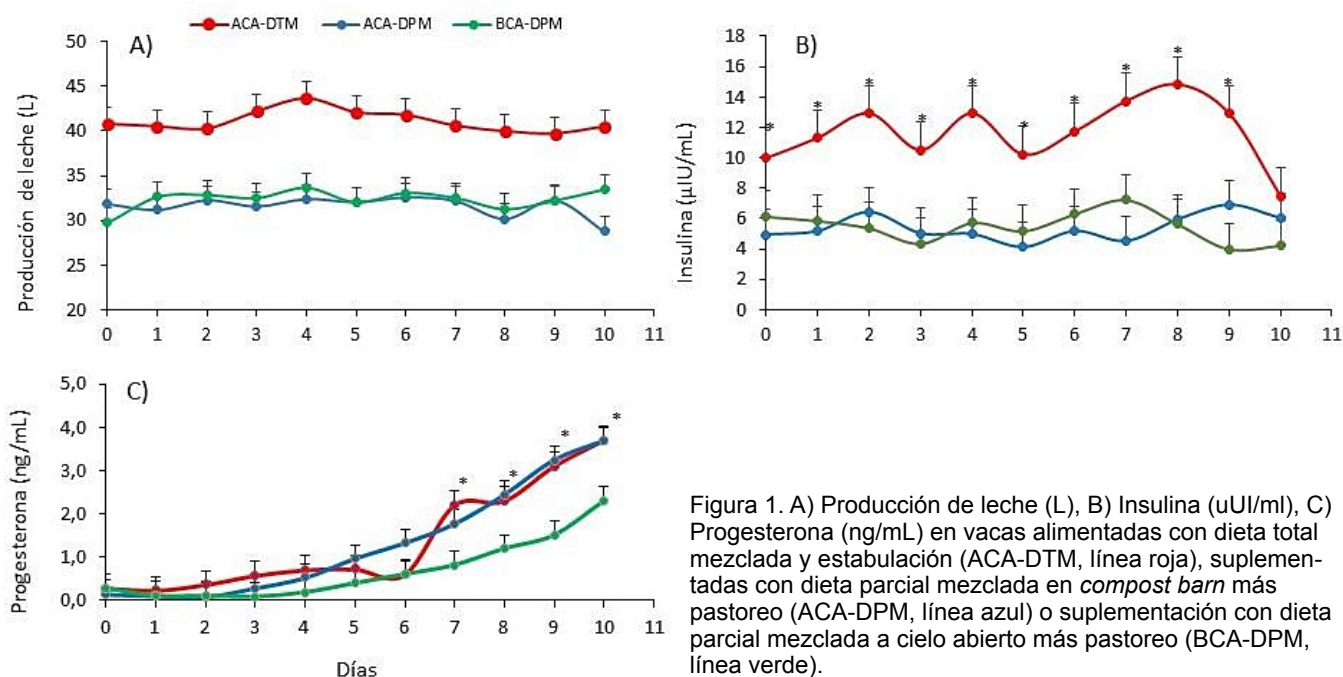 ACA-DTM ACA-DPM BCA-DPM
A)
Producción de leche (L)
50
45
40
35
30
25
20
0 1 2 3 4 5 6 7 8 9 10 11
B)
Insulina (µIU/mL)
18
16
14
12
10
8
6
4
2
0
* * * * * * * * * *
0 1 2 3 4 5 6 7 8 9 10 11
C)
Progesterona (ng/mL)
5,0
4,0
3,0
2,0
1,0
0,0
* * * *
0 1 2 3 4 5 6 7 8 9 10 11
Días
Figura 1. A) Producción de leche (L), B) Insulina (uUI/ml), C)
Progesterona (ng/mL) en vacas alimentadas con dieta total
mezclada y estabulación (ACA-DTM, línea roja), suplemen-
tadas con dieta parcial mezclada en compost barn más
pastoreo (ACA-DPM, línea azul) o suplementación con dieta
parcial mezclada a cielo abierto más pastoreo (BCA-DPM,
línea verde).